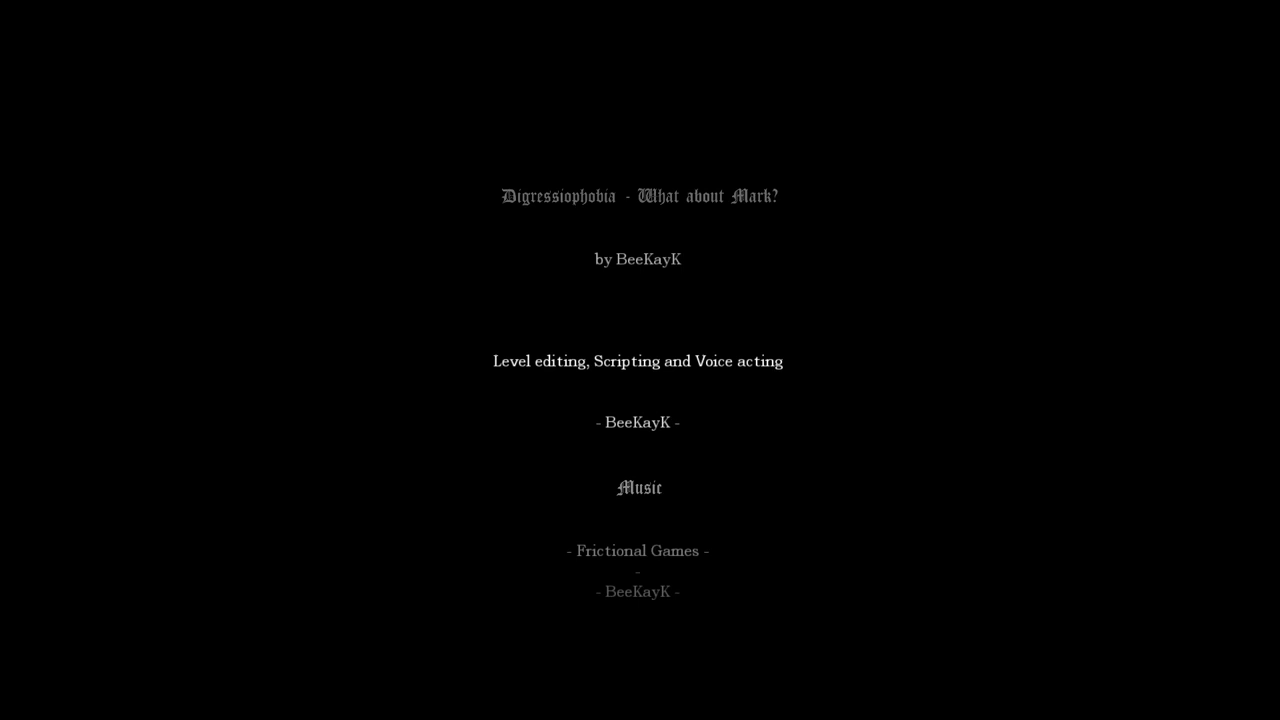 Digressiophobia - What about Mark?
by BeeKayK
Level editing, Scripting and Voice acting
- BeeKayK -
Music
- Frictional Games -
-
- BeeKayK -